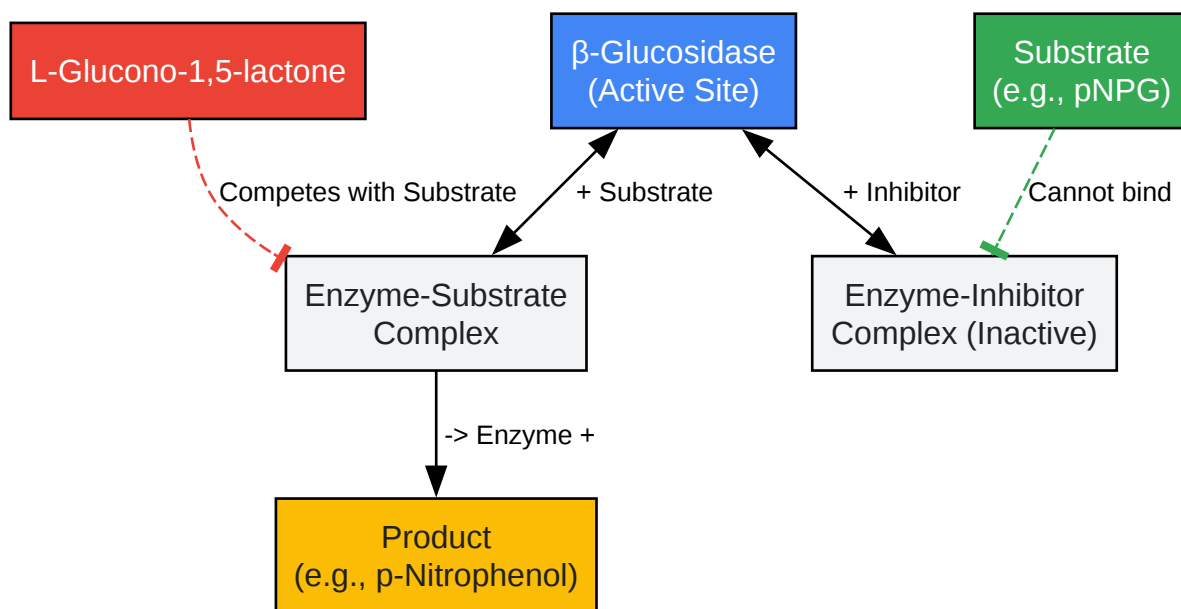 L-Glucono-1,5-lactone
β-Glucosidase
(Active Site)
Substrate
(e.g., pNPG)
Competes with Substrate
+ Substrate
+ Inhibitor
Cannot bind
Enzyme-Substrate
Complex
Enzyme-Inhibitor
Complex (Inactive)
-> Enzyme +
Product
(e.g., p-Nitrophenol)